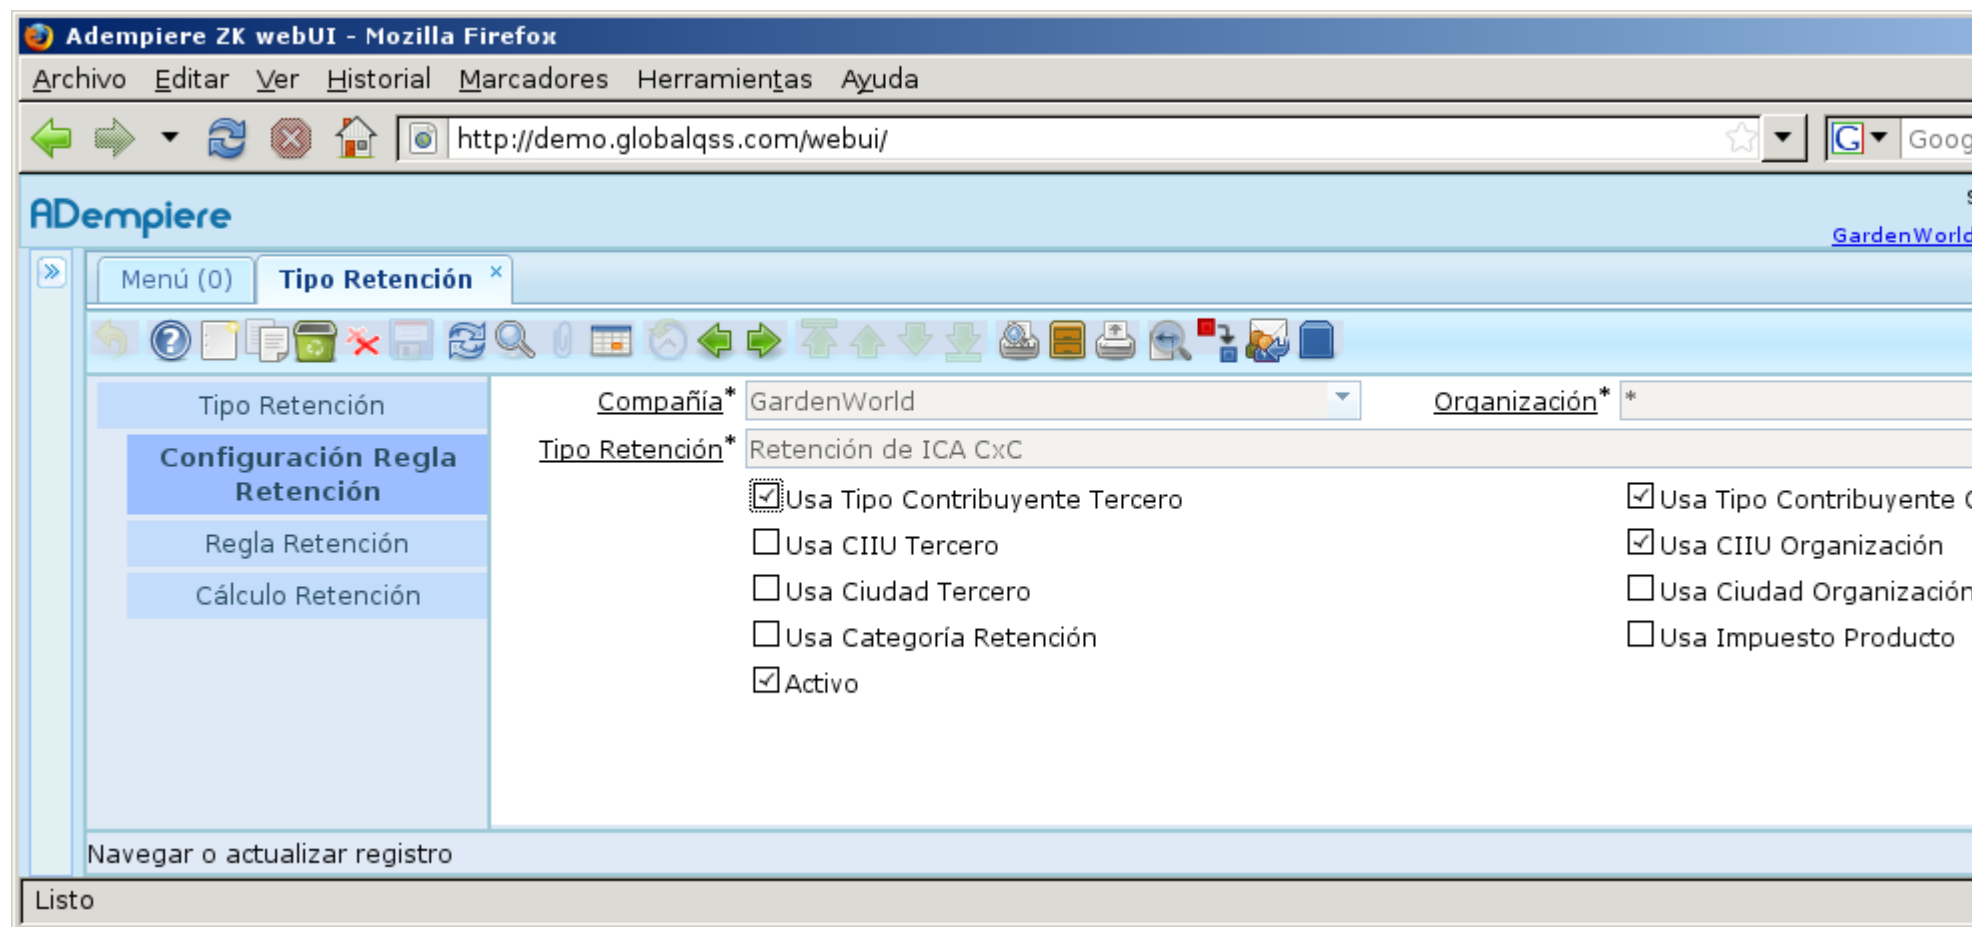 Adempiere ZK webUI - Mozilla Firefox
Archivo Editar Ver Historial Marcadores Herramientas Ayuda
http://demo.globalqss.com/webui/
G Goog
ADempiere
GardenWorld
Menú (0) Tipo Retención ×
Tipo Retención
Configuración Regla
Retención
Regla Retención
Cálculo Retención
Compañía* GardenWorld Organización* *
Tipo Retención* Retención de ICA CxC
Usa Tipo Contribuyente Tercero Usa Tipo Contribuyente
Usa CIIU Tercero Usa CIIU Organización
Usa Ciudad Tercero Usa Ciudad Organización
Usa Categoría Retención Usa Impuesto Producto
Activo
Navegar o actualizar registro
Listo